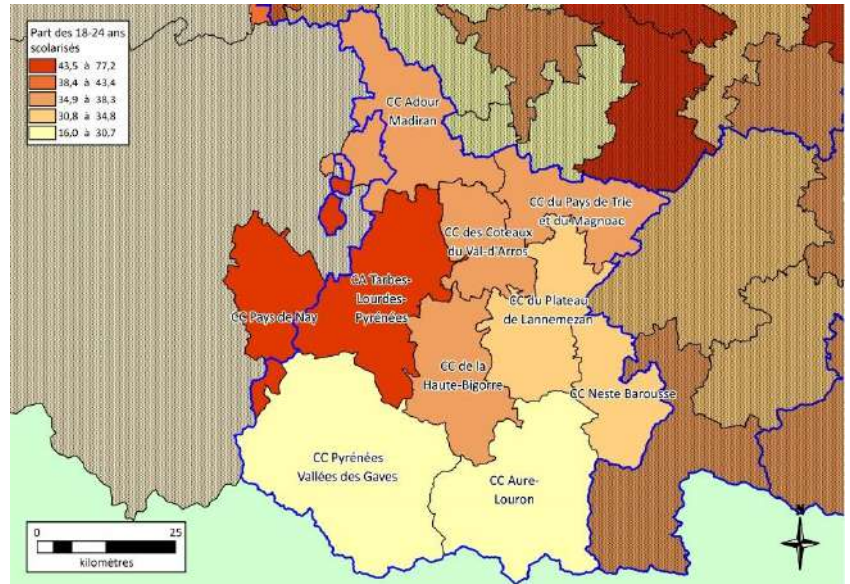 Part des 18-24 ans
scolarisés
43,5 à 77,2
38,4 à 43,4
34,9 à 38,3
30,8 à 34,8
16,0 à 30,7
CC Adour
Madiran
CC du Pays de Trie
et du Magnoac
CC des Coteaux
du Val-d'Arros
CA Tarbes-
Lourdes-
Pyrénées
CC Pays de Nay
CC du Plateau
de Lannemezan
CC de la
Haute-Bigorre
CC Neste Barousse
CC Pyrénées
Vallées des Gaves
CC Aure-
Louron
0 25
kilomètres
N